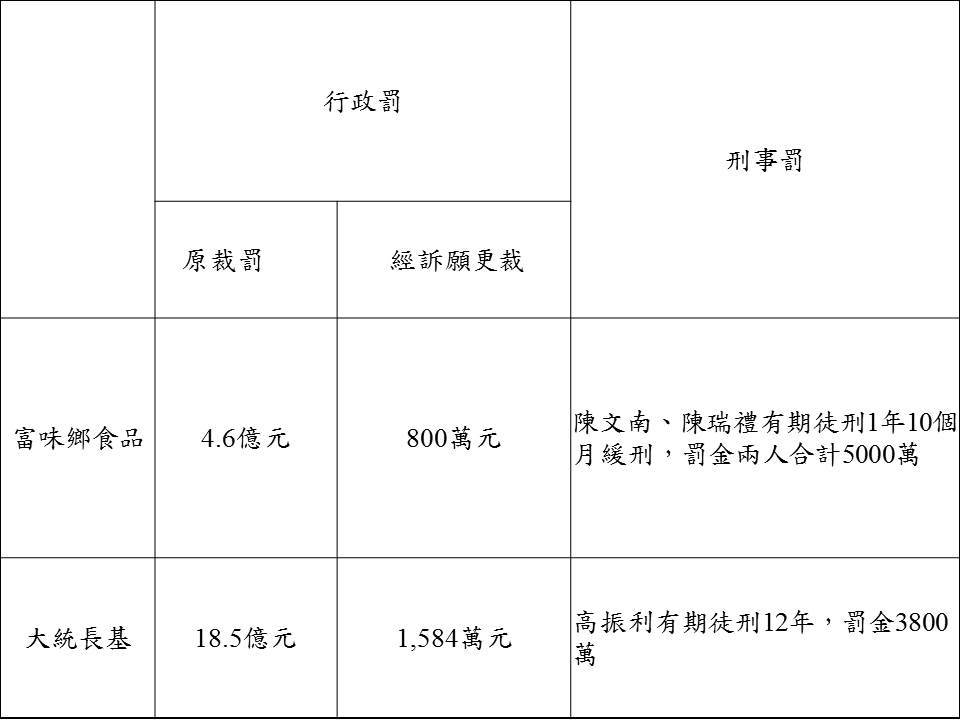 行政罰
刑事罰
原裁罰
經訴願更裁
富味鄉食品
4.6億元
800萬元
陳文南、陳瑞禮有期徒刑1年10個
月緩刑，罰金兩人合計5000萬
大統長基
18.5億元
1,584萬元
高振利有期徒刑12年，罰金3800
萬